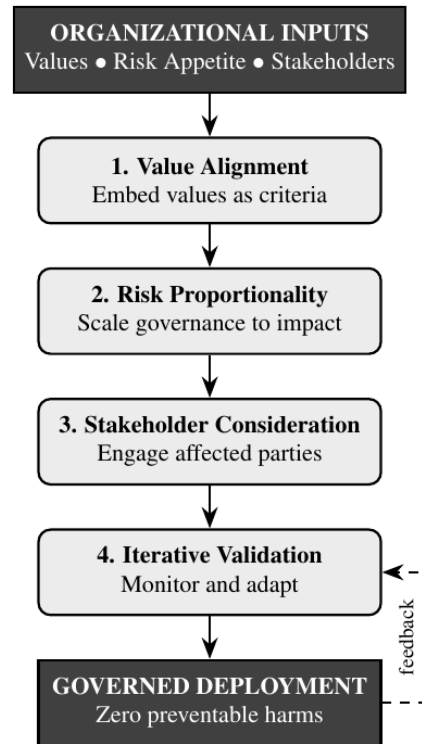 ORGANIZATIONAL INPUTS
Values ● Risk Appetite ● Stakeholders
1. Value Alignment
Embed values as criteria
2. Risk Proportionality
Scale governance to impact
3. Stakeholder Consideration
Engage affected parties
4. Iterative Validation
Monitor and adapt
feedback
GOVERNED DEPLOYMENT
Zero preventable harms